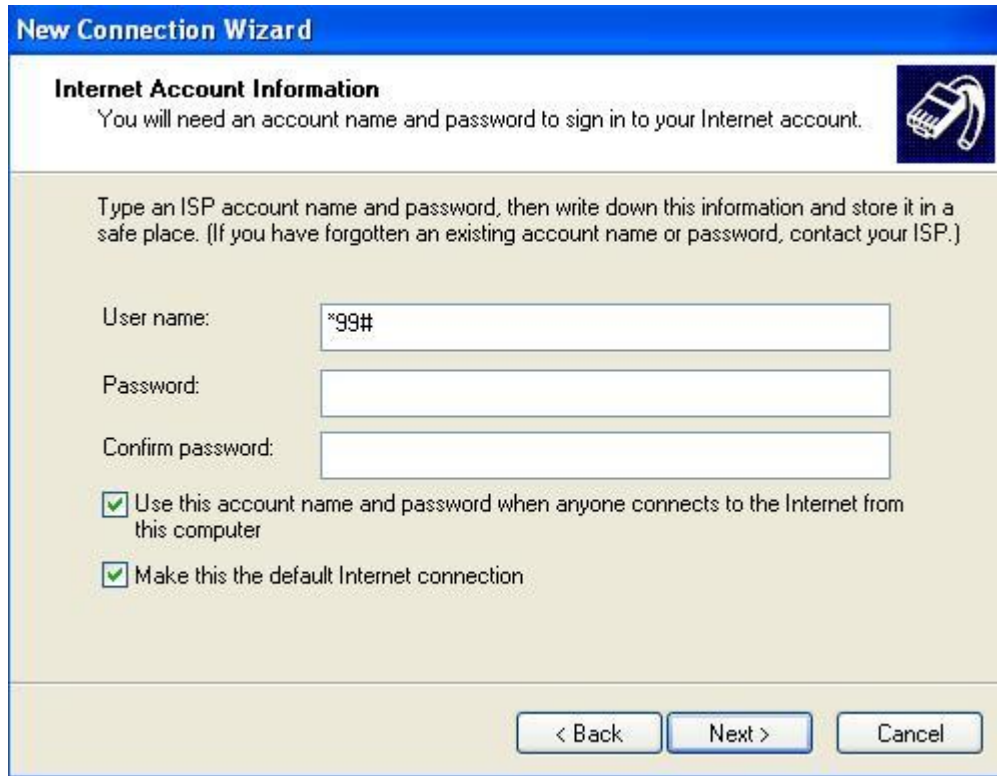 New Connection Wizard
Internet Account Information
You will need an account name and password to sign in to your Internet account.
Type an ISP account name and password, then write down this information and store it in a
safe place. (If you have forgotten an existing account name or password, contact your ISP.)
User name:
*99#
Password:
Confirm password:
Use this account name and password when anyone connects to the Internet from
this computer
Make this the default Internet connection
< Back
Next >
Cancel